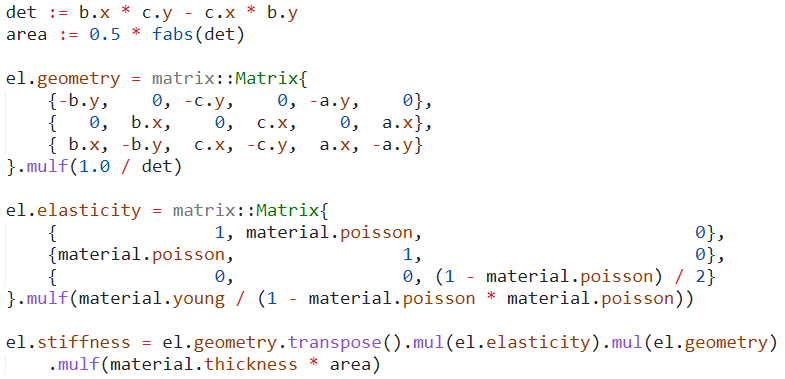 det := b.x * c.y - c.x * b.y
area := 0.5 * fabs(det)

el.geometry = matrix::Matrix{
    {-b.y,    0, -c.y,    0, -a.y,    0},
    {   0,  b.x,    0,  c.x,    0,  a.x},
    { b.x, -b.y,  c.x, -c.y,  a.x, -a.y}
}.mulf(1.0 / det)

el.elasticity = matrix::Matrix{
    {               1, material.poisson,                         0},
    {material.poisson,                1,                         0},
    {               0,                0, (1 - material.poisson) / 2}
}.mulf(material.young / (1 - material.poisson * material.poisson))

el.stiffness = el.geometry.transpose().mul(el.elasticity).mul(el.geometry)
    .mulf(material.thickness * area)